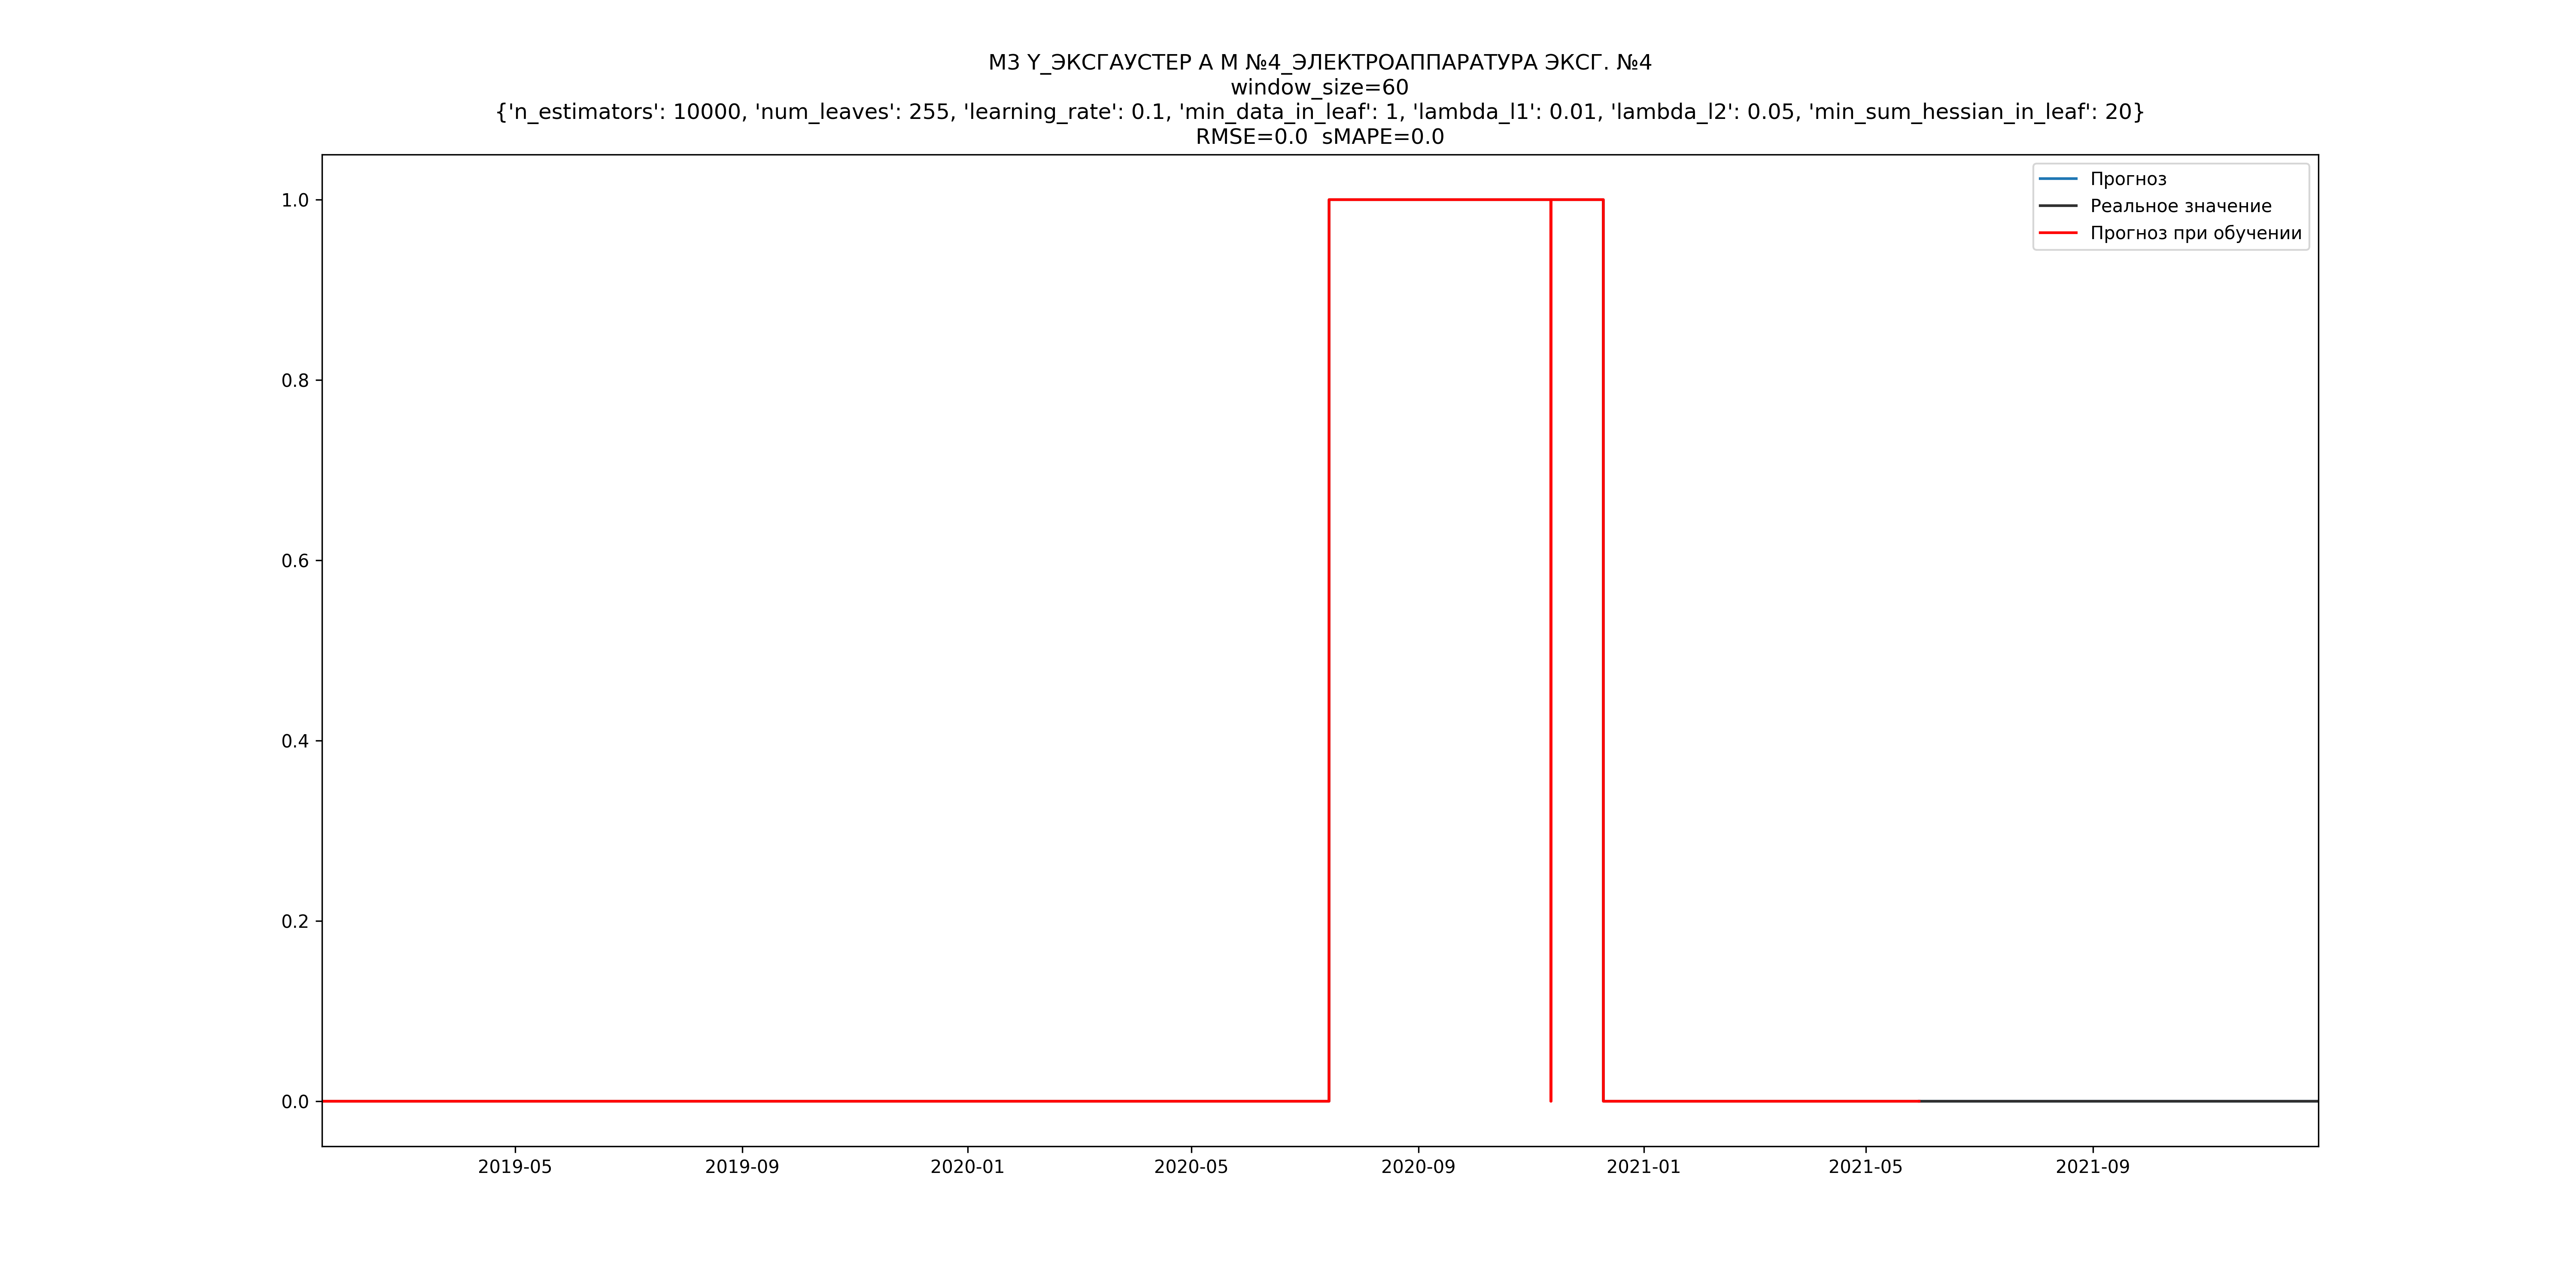 М3 Y_ЭКСГАУСТЕР А М №4_ЭЛЕКТРОАППАРАТУРА ЭКСГ. №4
window_size=60
{'n_estimators': 10000, 'num_leaves': 255, 'learning_rate': 0.1, 'min_data_in_leaf': 1, 'lambda_l1': 0.01, 'lambda_l2': 0.05, 'min_sum_hessian_in_leaf': 20}
RMSE=0.0  sMAPE=0.0
Прогноз
Реальное значение
Прогноз при обучении
1.0
0.8
0.6
0.4
0.2
0.0
2019-05
2019-09
2020-01
2020-05
2020-09
2021-01
2021-05
2021-09